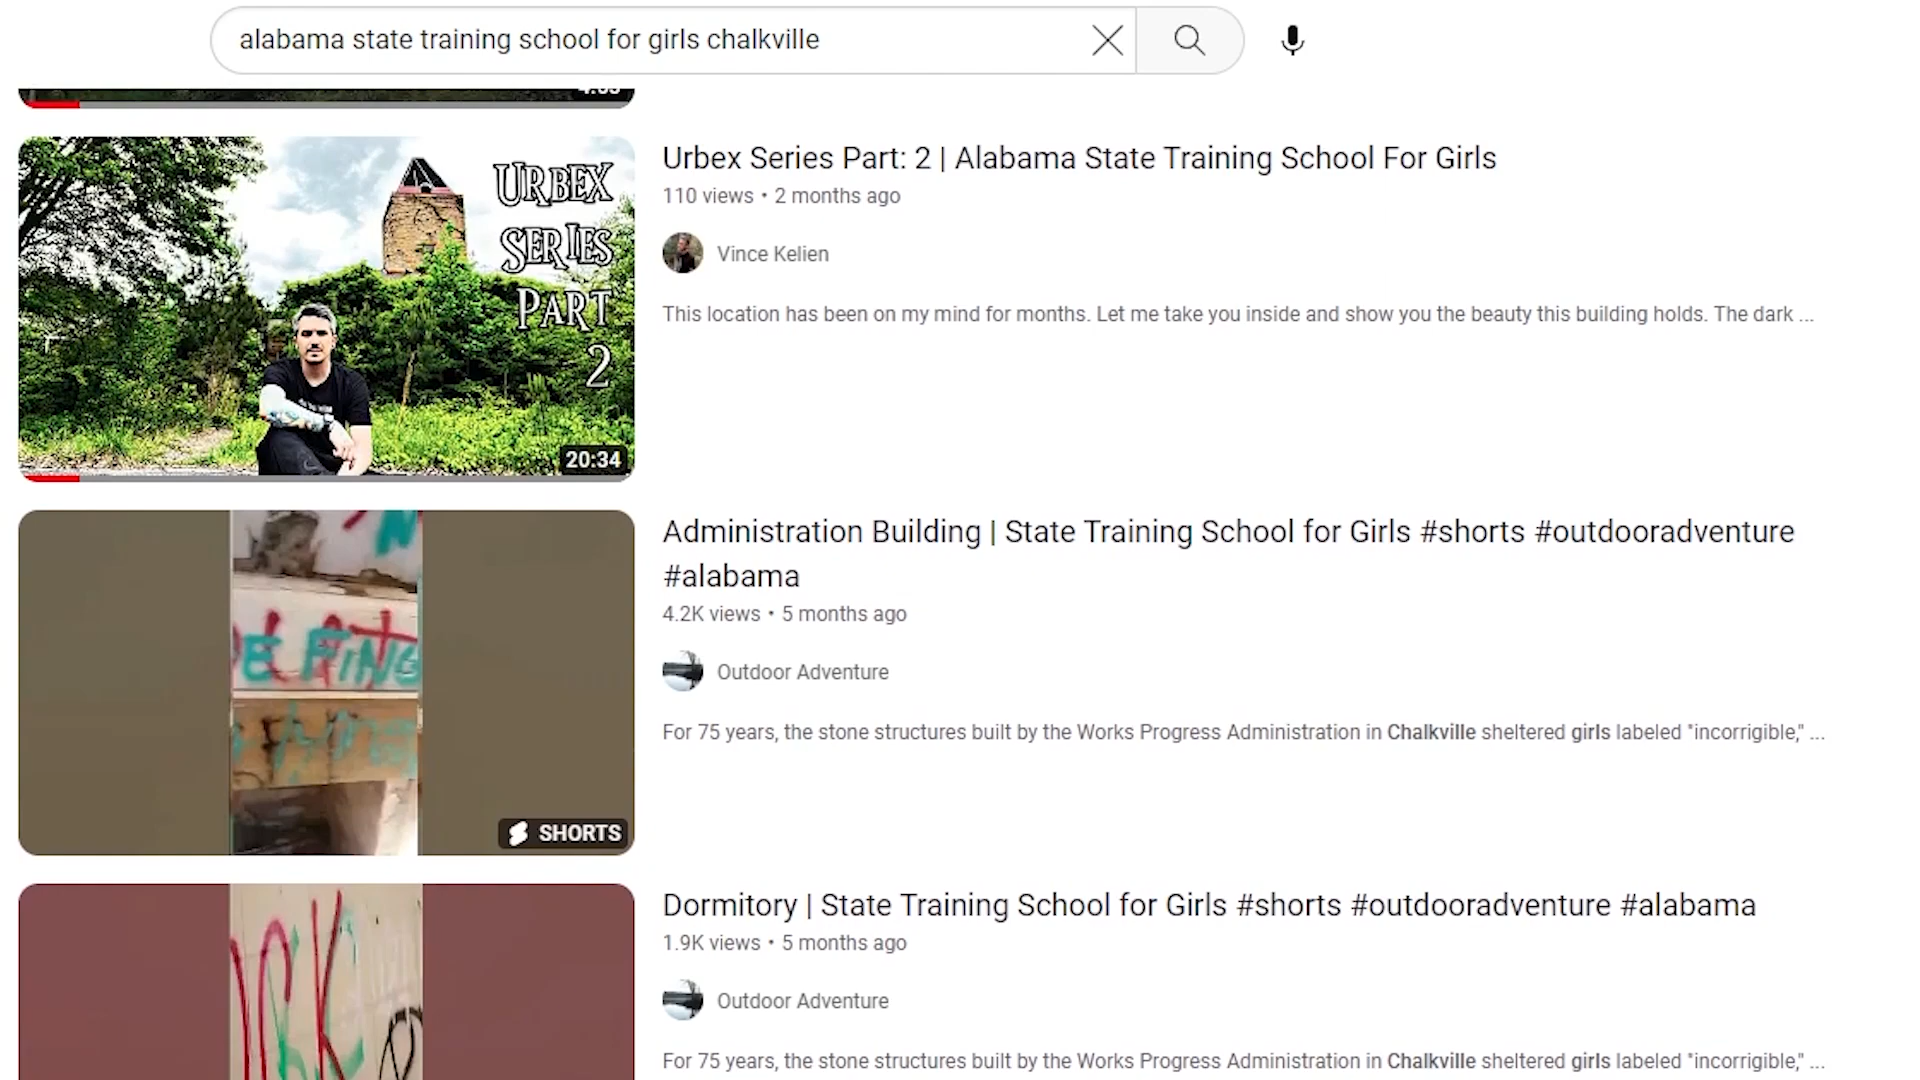 alabama state training school for girls chalkville
URBEX
SERIES
PART
2
20:34
Urbex Series Part: 2 | Alabama State Training School For Girls
110 views • 2 months ago
Vince Kelien
This location has been on my mind for months. Let me take you inside and show you the beauty this building holds. The dark ...
E FING
SHORTS
Administration Building | State Training School for Girls #shorts #outdooradventure
#alabama
4.2K views • 5 months ago
Outdoor Adventure
For 75 years, the stone structures built by the Works Progress Administration in Chalkville sheltered girls labeled "incorrigible," ...
Dormitory | State Training School for Girls #shorts #outdooradventure #alabama
1.9K views • 5 months ago
Outdoor Adventure
For 75 years, the stone structures built by the Works Progress Administration in Chalkville sheltered girls labeled "incorrigible," ...